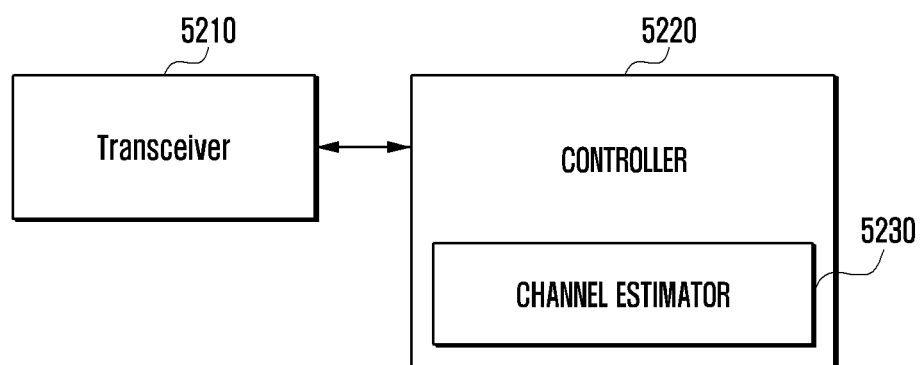 5210
5220
Transceiver
CONTROLLER
5230
CHANNEL ESTIMATOR